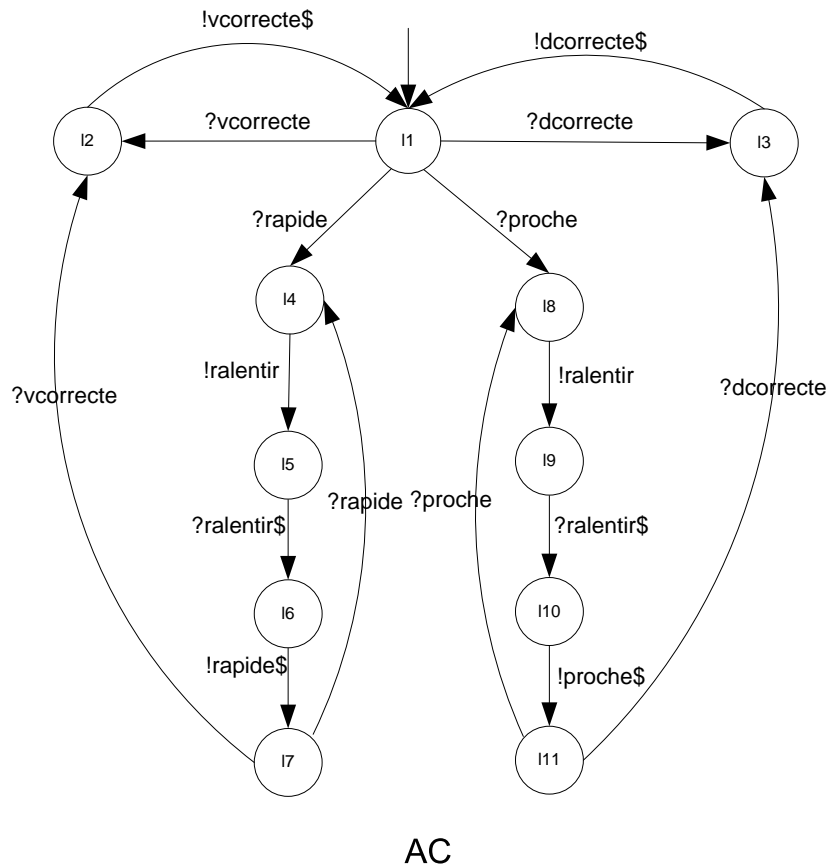 !vcorrecte$
!dcorrecte$
?vcorrecte
?dcorrecte
l2
l1
l3
?rapide
?proche
l4
l8
!ralentir
!ralentir
?vcorrecte
?dcorrecte
l5
l9
?rapide
?proche
?ralentir$
?ralentir$
l6
l10
!rapide$
!proche$
l7
l11
AC